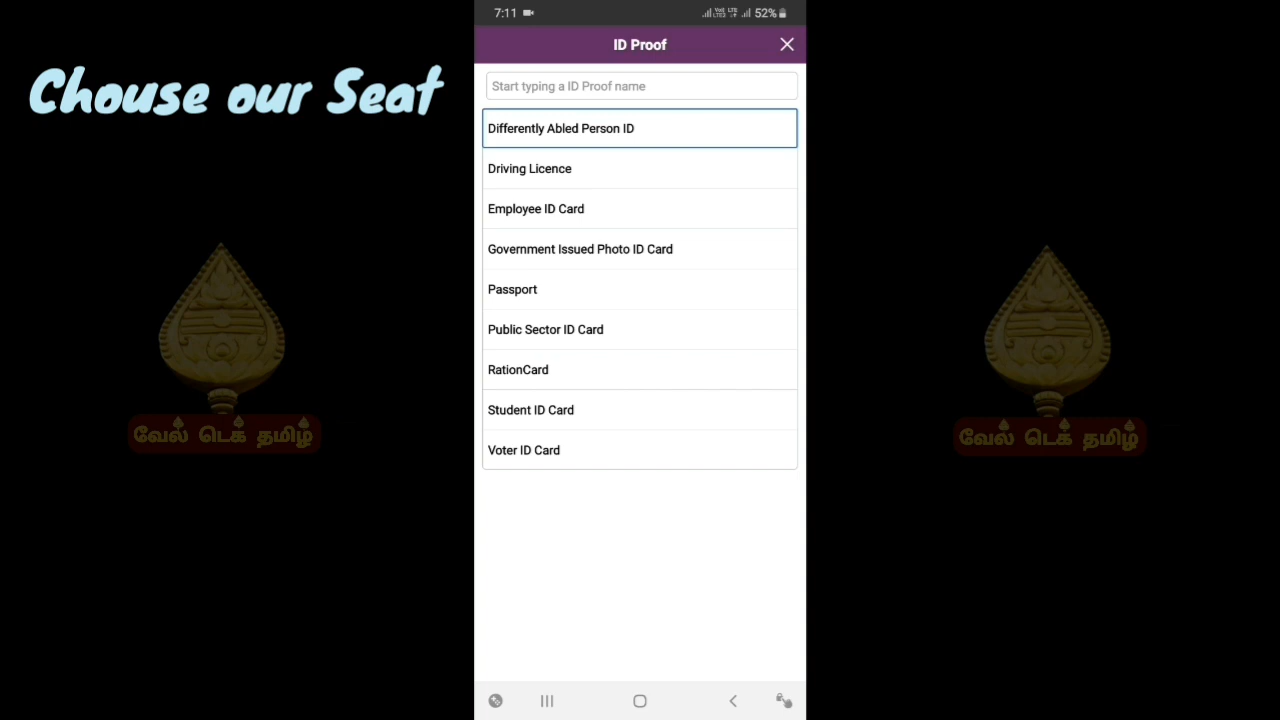 Chouse our Seat
7:11
52%
ID Proof
Start typing a ID Proof name
Differently Abled Person ID
Driving Licence
Employee ID Card
Government Issued Photo ID Card
Passport
Public Sector ID Card
RationCard
Student ID Card
Voter ID Card
வேல் டெக் தமிழ்
வேல் டெக் தமிழ்